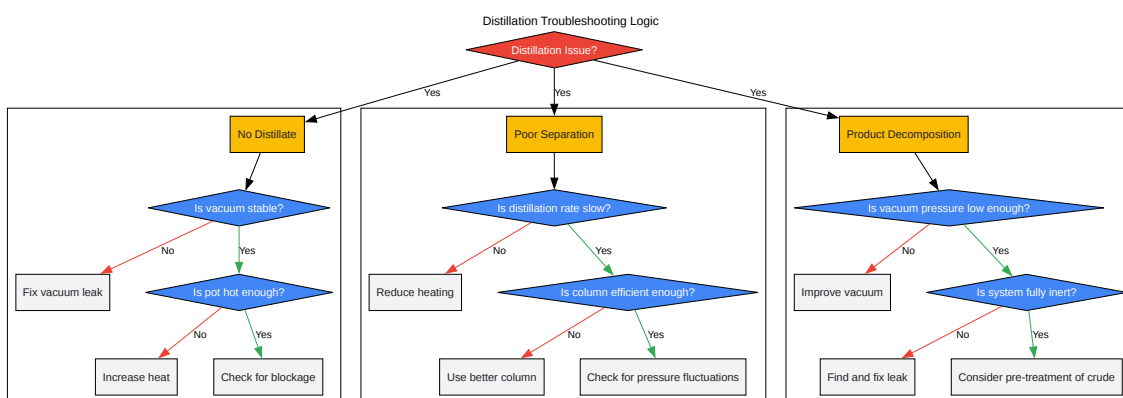 Distillation Troubleshooting Logic
Distillation Issue?
Yes
Yes
Yes
No Distillate
Poor Separation
Product Decomposition
Is vacuum stable?
Is distillation rate slow?
Is vacuum pressure low enough?
No
Yes
No
Yes
No
Yes
Fix vacuum leak
Is pot hot enough?
Reduce heating
Is column efficient enough?
Improve vacuum
Is system fully inert?
No
Yes
No
Yes
No
Yes
Increase heat
Check for blockage
Use better column
Check for pressure fluctuations
Find and fix leak
Consider pre-treatment of crude